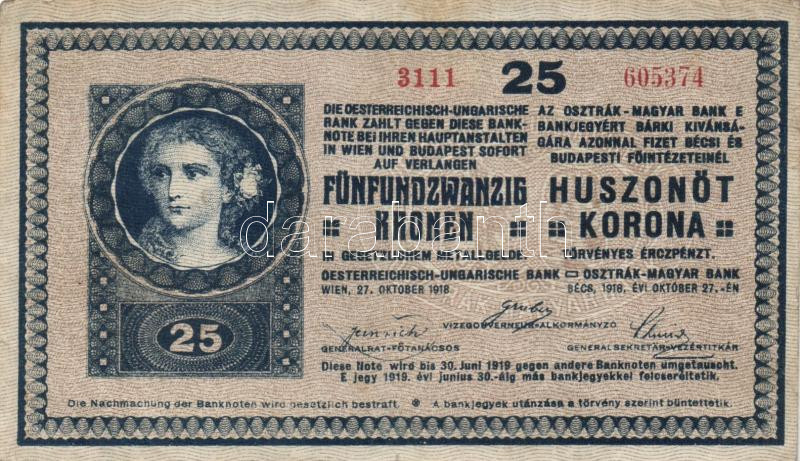 3111 25 605374
DIE OESTERREICHISCH-UNGARISCHE
BANK ZAHLT GEGEN DIESE BANK-
NOTE BEI IHREN HAUPTANSTALTEN
IN WIEN UND BUDAPEST SOFORT
AUF VERLANGEN
FÜNFUNDZWANZIG
KRONEN
IN GESETZLICHEM METALLGELDE.
OESTERREICHISCH-UNGARISCHE BANK
WIEN, 27. OKTOBER 1918.
AZ OSZTRÁK-MAGYAR BANK E
BANKJEGYÉRT BÁRKI KIVÁNSÁ-
GÁRA AZONNAL FIZET BÉCSI ÉS
BUDAPESTI FŐINTÉZETEINÉL
HUSZONÖT
KORONA
TÖRVÉNYES ÉRCZPÉNZT.
OSZTRÁK-MAGYAR BANK
BÉCS, 1918. ÉVI OKTÓBER 27.-ÉN
darabanth
25
Gruber
VIZEGOUVERNEUR-ALKORMÁNYZÓ
GENERALRAT-FŐTANÁCSOS
GENERALSEKRETÄR-VEZÉRTITKÁR
Diese Note wird bis 30. Juni 1919 gegen andere Banknoten umgetauscht.
E jegy 1919. évi junius 30.-áig más bankjegyekkel felcseréltetik.
Die Nachmachung der Banknoten wird gesetzlich bestraft. ※ A bankjegyek utánzása a törvény szerint büntettetik.